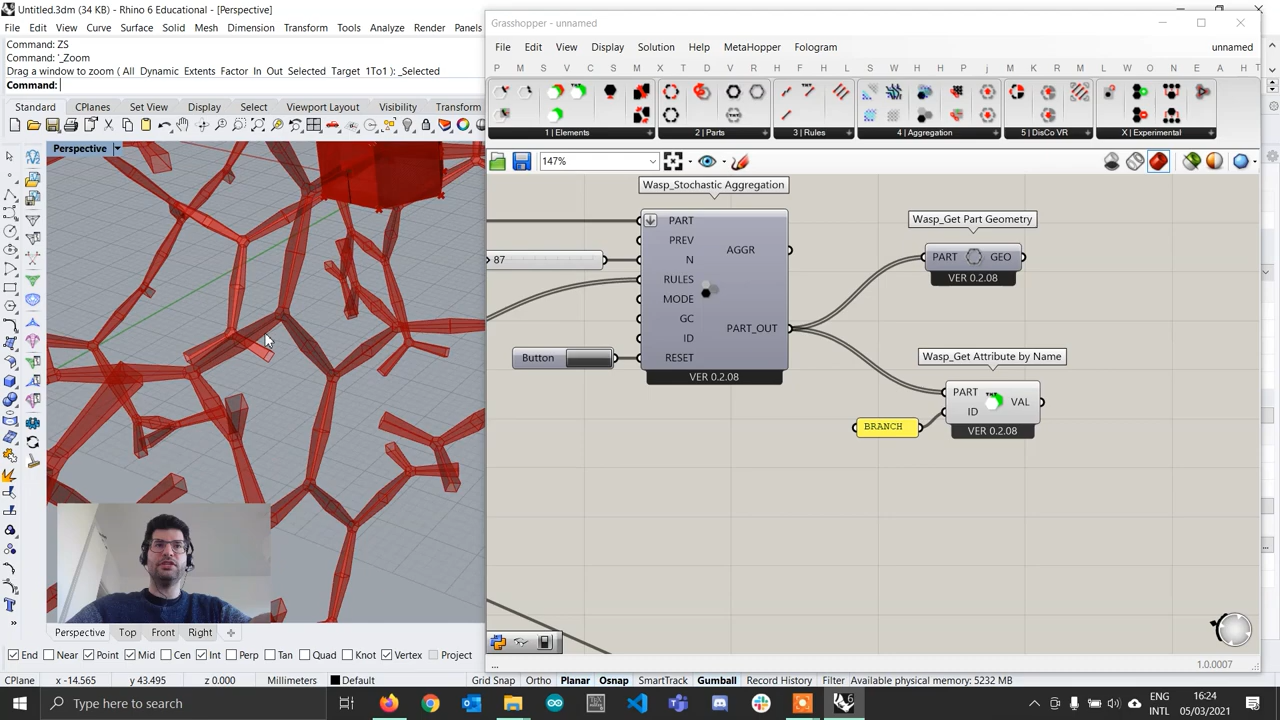 Untitled.3dm (34 KB) - Rhino 6 Educational - [Perspective]
File Edit View Curve Surface Solid Mesh Dimension Transform Tools Analyze Render Panels
Command: ZS
Command: '_Zoom
Drag a window to zoom ( All Dynamic Extents Factor In Out Selected Target 1To1 ): _Selected
Command:
Standard CPlanes Set View Display Select Viewport Layout Visibility Transform
Perspective
Grasshopper - unnamed
File Edit View Display Solution Help MetaHopper Fologram unnamed
P M S I V S C S I M S X T D T X R H F J L S K W H H F P j L M K R F B A L Y C E A H T
1 | Elements 2 | Parts 3 | Rules 4 | Aggregation 5 | DisCo VR X | Experimental
147%
Wasp_Stochastic Aggregation
PART
PREV
AGGR
N
87
RULES
MODE
GC
PART_OUT
ID
RESET
Button
VER 0.2.08
Wasp_Get Part Geometry
PART GEO
VER 0.2.08
Wasp_Get Attribute by Name
PART
VAL
ID
BRANCH
VER 0.2.08
...
1.0.0007
Perspective Top Front Right
End Near Point Mid Cen Int Perp Tan Quad Knot Vertex Project
CPlane x -14.565 y 43.495 z 0.000 Millimeters Default Grid Snap Ortho Planar Osnap SmartTrack Gumball Record History Filter Available physical memory: 5232 MB
Type here to search
ENG
INTL
16:24
05/03/2021